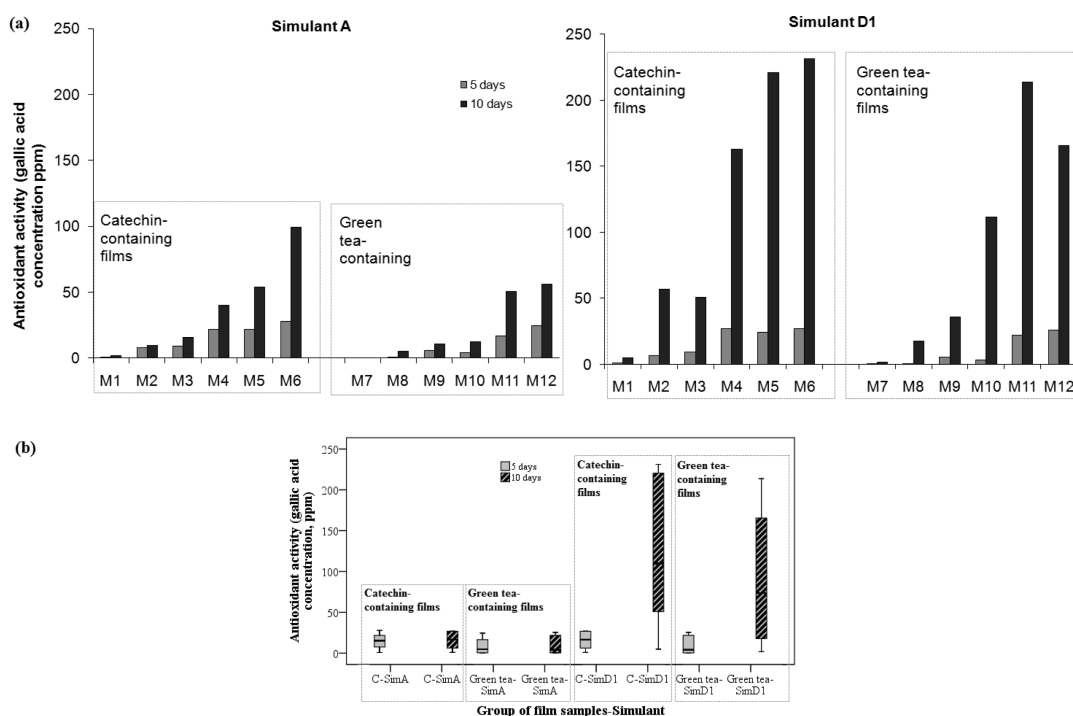 (a)
Simulant A
Antioxidant activity (gallic acid
concentration ppm)
250
200
150
100
50
0
5 days
10 days
Catechin-
containing
films
Green
tea-
containing
M1 M2 M3 M4 M5 M6 M7 M8 M9 M10 M11 M12
Simulant D1
250
200
150
100
50
0
Catechin-
containing
films
Green tea-
containing
films
M1 M2 M3 M4 M5 M6 M7 M8 M9 M10 M11 M12
(b)
Antioxidant activity (gallic acid
concentration, ppm)
250
200
150
100
50
0
5 days
10 days
Catechin-
containing films
Green tea-
containing films
Catechin-
containing
films
Green tea-
containing
films
C-SimA C-SimA Green tea-
SimA Green tea-
SimA C-SimD1 C-SimD1 Green tea-
SimD1 Green tea-
SimD1
Group of film samples-Simulant